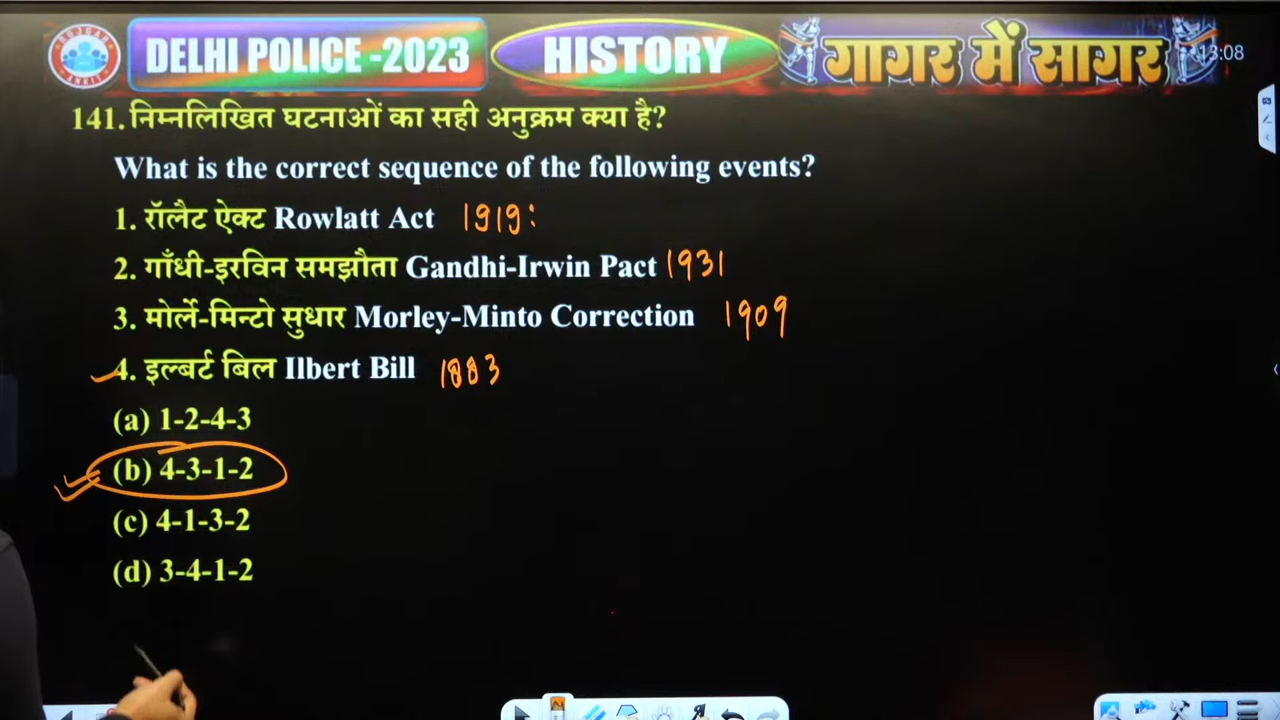 ROJGAR
ANKIT
DELHI POLICE -2023 HISTORY गागर में सागर 13:08
141. निम्नलिखित घटनाओं का सही अनुक्रम क्या है?
What is the correct sequence of the following events?
1. रॉलैट ऐक्ट Rowlatt Act 1919:
2. गाँधी-इरविन समझौता Gandhi-Irwin Pact 1931
3. मोर्ले-मिन्टो सुधार Morley-Minto Correction 1909
4. इल्बर्ट बिल Ilbert Bill 1883
(a) 1-2-4-3
(b) 4-3-1-2
(c) 4-1-3-2
(d) 3-4-1-2